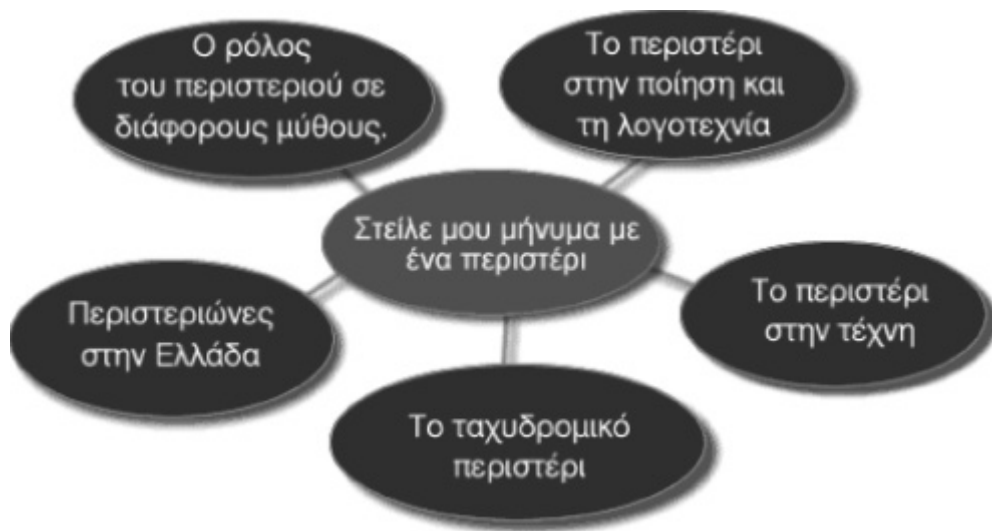 Ο ρόλος
του περιστεριού σε
διάφορους μύθους.
Το περιστέρι
στην ποίηση και
τη λογοτεχνία
Στείλε μου μήνυμα με
ένα περιστέρι
Περιστεριώνες
στην Ελλάδα
Το περιστέρι
στην τέχνη
Το ταχυδρομικό
περιστέρι